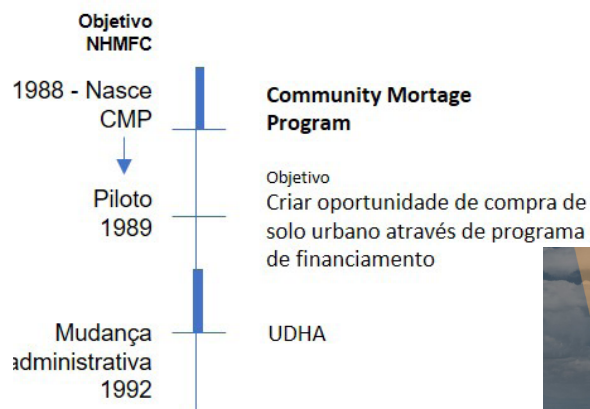 Objetivo
NHMFC
1988 - Nasce
CMP
Community Mortage
Program
Piloto
1989
Objetivo
Criar oportunidade de compra de
solo urbano através de programa
de financiamento
Mudança
administrativa
1992
UDHA